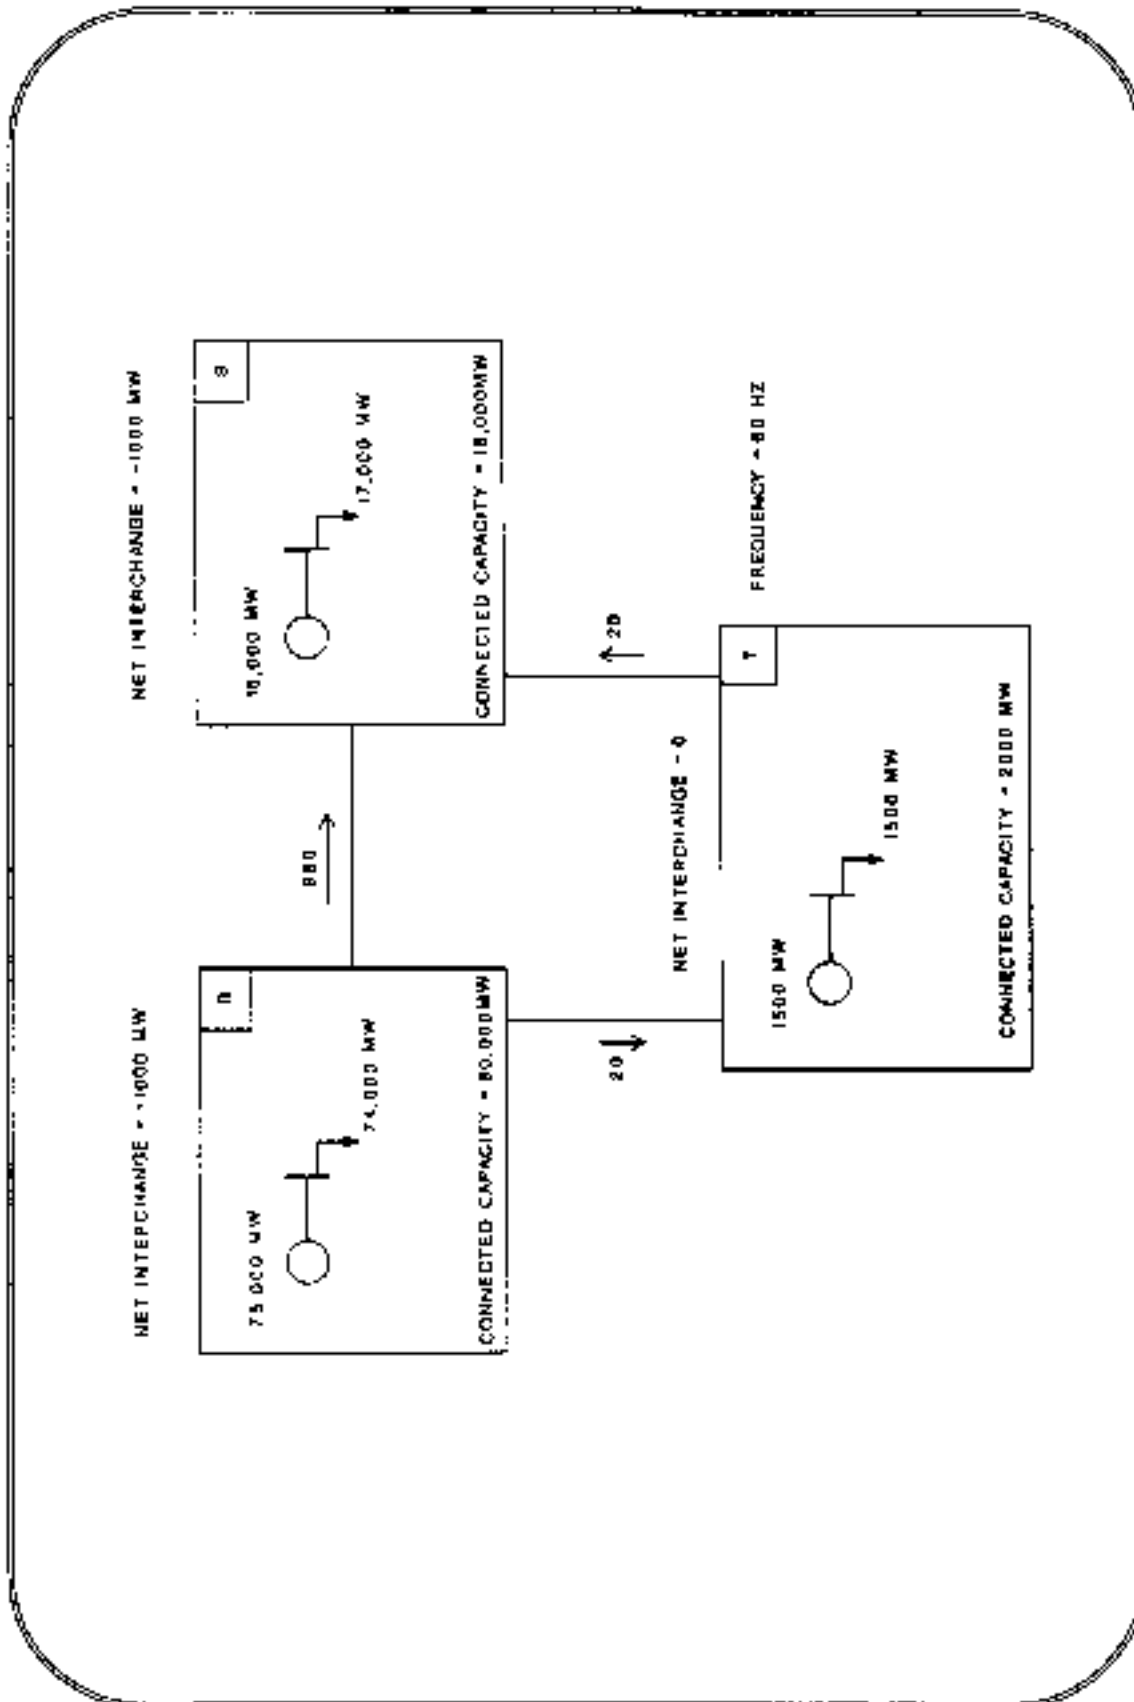 NET INTERCHANGE = +1000 MW
75,000 MW
74,000 MW
CONNECTED CAPACITY = 80,000MW
980
NET INTERCHANGE = -1000 MW
S
16,000 MW
17,000 MW
CONNECTED CAPACITY = 18,000MW
20
20
NET INTERCHANGE = 0
T
1500 MW
1500 MW
CONNECTED CAPACITY = 2000 MW
FREQUENCY = 60 HZ